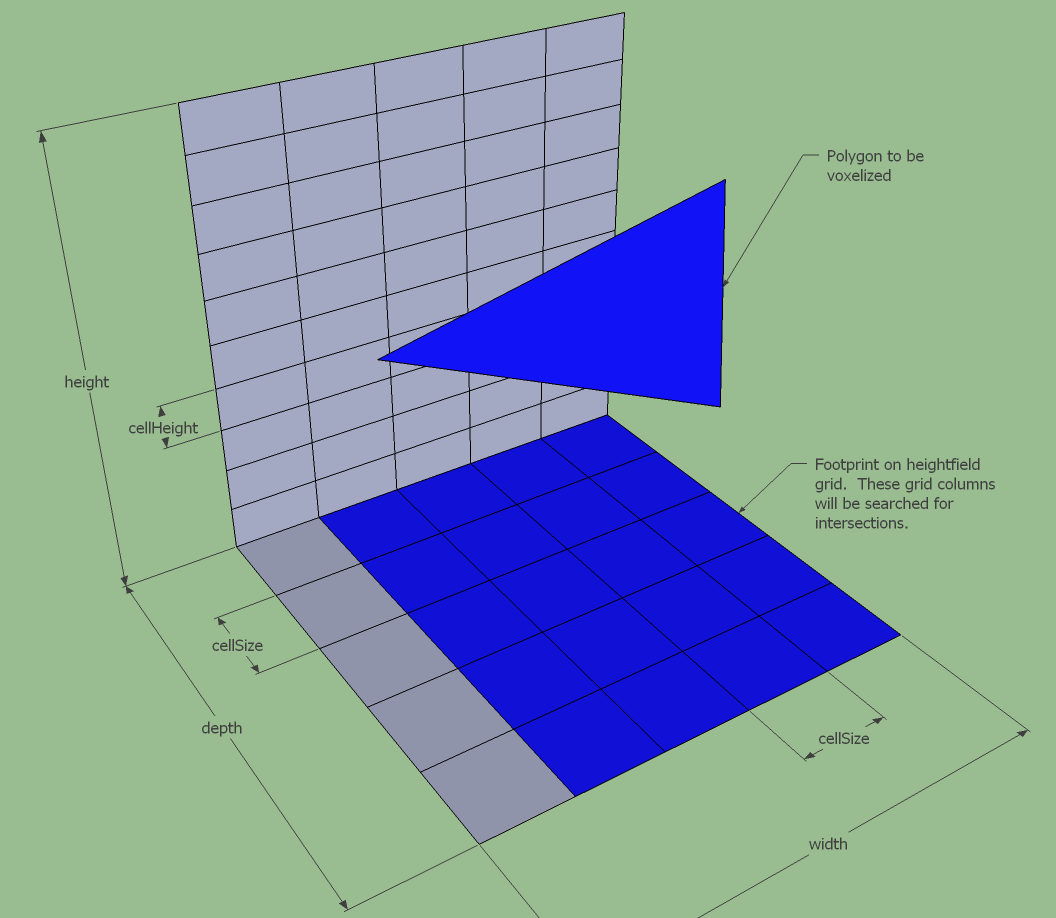 Polygon to be
voxelized
height
cellHeight
Footprint on heightfield
grid.  These grid columns
will be searched for
intersections.
cellSize
depth
cellSize
width